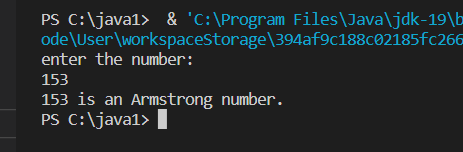 PS C:\java1>  & 'C:\Program Files\Java\jdk-19\b
ode\User\workspaceStorage\394af9c188c02185fc266
enter the number:
153
153 is an Armstrong number.
PS C:\java1>